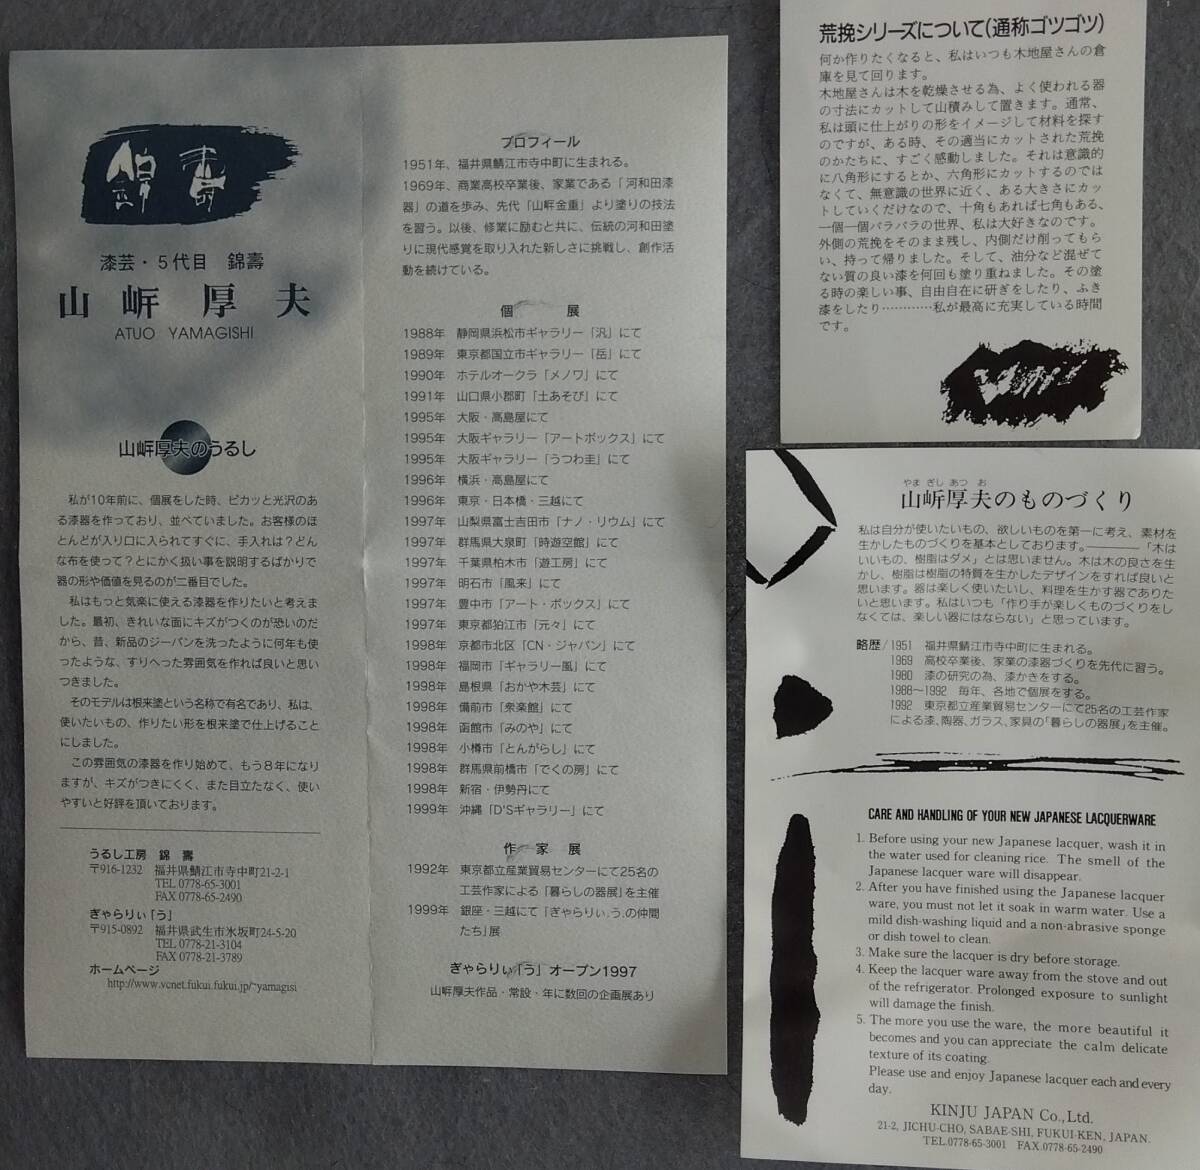 錦壽
漆芸・5代目 錦壽
山岼厚夫
ATUO YAMAGISHI
山岼厚夫のうるし
私が10年前に、個展をした時、ピカッと光沢のあ
る漆器を作っており、並べていました。お客様のほ
とんどが入り口に入られてすぐに、手入れは？どん
な布を使って？とにかく扱い事を説明するばかりで
器の形や価値を見るのが二番目でした。
私はもっと気楽に使える漆器を作りたいと考えま
した。最初、きれいな面にキズがつくのが恐いのだ
から、昔、新品のジーパンを洗ったように何年も使
ったような、すりへった雰囲気を作れば良いと思い
つきました。
そのモデルは根来塗という名称で有名であり、私は、
使いたいもの、作りたい形を根来塗で仕上げること
にしました。
この雰囲気の漆器を作り始めて、もう8年になり
ますが、キズがつきにくく、また目立たなく、使い
やすいと好評を頂いております。
うるし工房 錦壽
〒916-1232 福井県鯖江市寺中町21-2-1
TEL 0778-65-3001
FAX 0778-65-2490
ぎゃらりぃ「う」
〒915-0892 福井県武生市氷坂町24-5-20
TEL 0778-21-3104
FAX 0778-21-3789
ホームページ
http://www.vcnet.fukui.fukui.jp/~yamagisi
プロフィール
1951年、福井県鯖江市寺中町に生まれる。
1969年、商業高校卒業後、家業である「河和田漆
器」の道を歩み、先代「山岼金重」より塗りの技法
を習う。以後、修業に励むと共に、伝統の河和田塗
りに現代感覚を取り入れた新しさに挑戦し、創作活
動を続けている。
個展
1988年 静岡県浜松市ギャラリー「汎」にて
1989年 東京都国立市ギャラリー「岳」にて
1990年 ホテルオークラ「メノワ」にて
1991年 山口県小郡町「土あそび」にて
1995年 大阪・高島屋にて
1995年 大阪ギャラリー「アートボックス」にて
1995年 大阪ギャラリー「うつわ圭」にて
1996年 横浜・高島屋にて
1996年 東京・日本橋・三越にて
1997年 山梨県富士吉田市「ナノ・リウム」にて
1997年 群馬県大泉町「時遊空館」にて
1997年 千葉県柏木市「遊工房」にて
1997年 明石市「風来」にて
1997年 豊中市「アート・ボックス」にて
1997年 東京都狛江市「元々」にて
1998年 京都市北区「CN・ジャパン」にて
1998年 福岡市「ギャラリー風」にて
1998年 島根県「おかや木芸」にて
1998年 備前市「衆楽館」にて
1998年 函館市「みのや」にて
1998年 小樽市「とんがらし」にて
1998年 群馬県前橋市「でくの房」にて
1998年 新宿・伊勢丹にて
1999年 沖縄「D'Sギャラリー」にて
作家展
1992年 東京都立産業貿易センターにて25名の
工芸作家による「暮らしの器展」を主催
1999年 銀座・三越にて「ぎゃらりぃ.う.の仲間
たち」展
ぎゃらりぃ「う」オープン1997
山岼厚夫作品・常設・年に数回の企画展あり
荒挽シリーズについて（通称ゴツゴツ）
何か作りたくなると、私はいつも木地屋さんの倉
庫を見て回ります。
木地屋さんは木を乾燥させる為、よく使われる器
の寸法にカットして山積みして置きます。通常、
私は頭に仕上がりの形をイメージして材料を探す
のですが、ある時、その適当にカットされた荒挽
のかたちに、すごく感動しました。それは意識的
に八角形にするとか、六角形にカットするのでは
なくて、無意識の世界に近く、ある大きさにカッ
トしていくだけなので、十角もあれば七角もある、
一個一個バラバラの世界、私は大好きなのです。
外側の荒挽をそのまま残し、内側だけ削ってもら
い、持って帰りました。そして、油分など混ぜて
ない質の良い漆を何回も塗り重ねました。その塗
る時の楽しい事、自由自在に研ぎをしたり、ふき
漆をしたり…………私が最高に充実している時間
です。
やまぎしあつお
山岼厚夫のものづくり
私は自分が使いたいもの、欲しいものを第一に考え、素材を
生かしたものづくりを基本としております。――――「木は
いいもの、樹脂はダメ」とは思いません。木は木の良さを生か
し、樹脂は樹脂の特質を生かしたデザインをすれば良いと
思います。器は楽しく使いたいし、料理を生かす器でありた
いと思います。私はいつも「作り手が楽しくものづくりをし
なくては、楽しい器にはならない」と思っています。
略歴/1951 福井県鯖江市寺中町に生まれる。
1969 高校卒業後、家業の漆器づくりを先代に習う。
1980 漆の研究の為、漆かきをする。
1988〜1992 毎年、各地で個展をする。
1992 東京都立産業貿易センターにて25名の工芸作家
による漆、陶器、ガラス、家具の「暮らしの器展」を主催。
CARE AND HANDLING OF YOUR NEW JAPANESE LACQUERWARE
1. Before using your new Japanese lacquer, wash it in
the water used for cleaning rice. The smell of the
Japanese lacquer ware will disappear.
2. After you have finished using the Japanese lacquer
ware, you must not let it soak in warm water. Use a
mild dish-washing liquid and a non-abrasive sponge
or dish towel to clean.
3. Make sure the lacquer is dry before storage.
4. Keep the lacquer ware away from the stove and out
of the refrigerator. Prolonged exposure to sunlight
will damage the finish.
5. The more you use the ware, the more beautiful it
becomes and you can appreciate the calm delicate
texture of its coating.
Please use and enjoy Japanese lacquer each and every
day.
KINJU JAPAN Co., Ltd.
21-2, JICHU-CHO, SABAE-SHI, FUKUI-KEN, JAPAN.
TEL.0778-65-3001 FAX.0778-65-2490